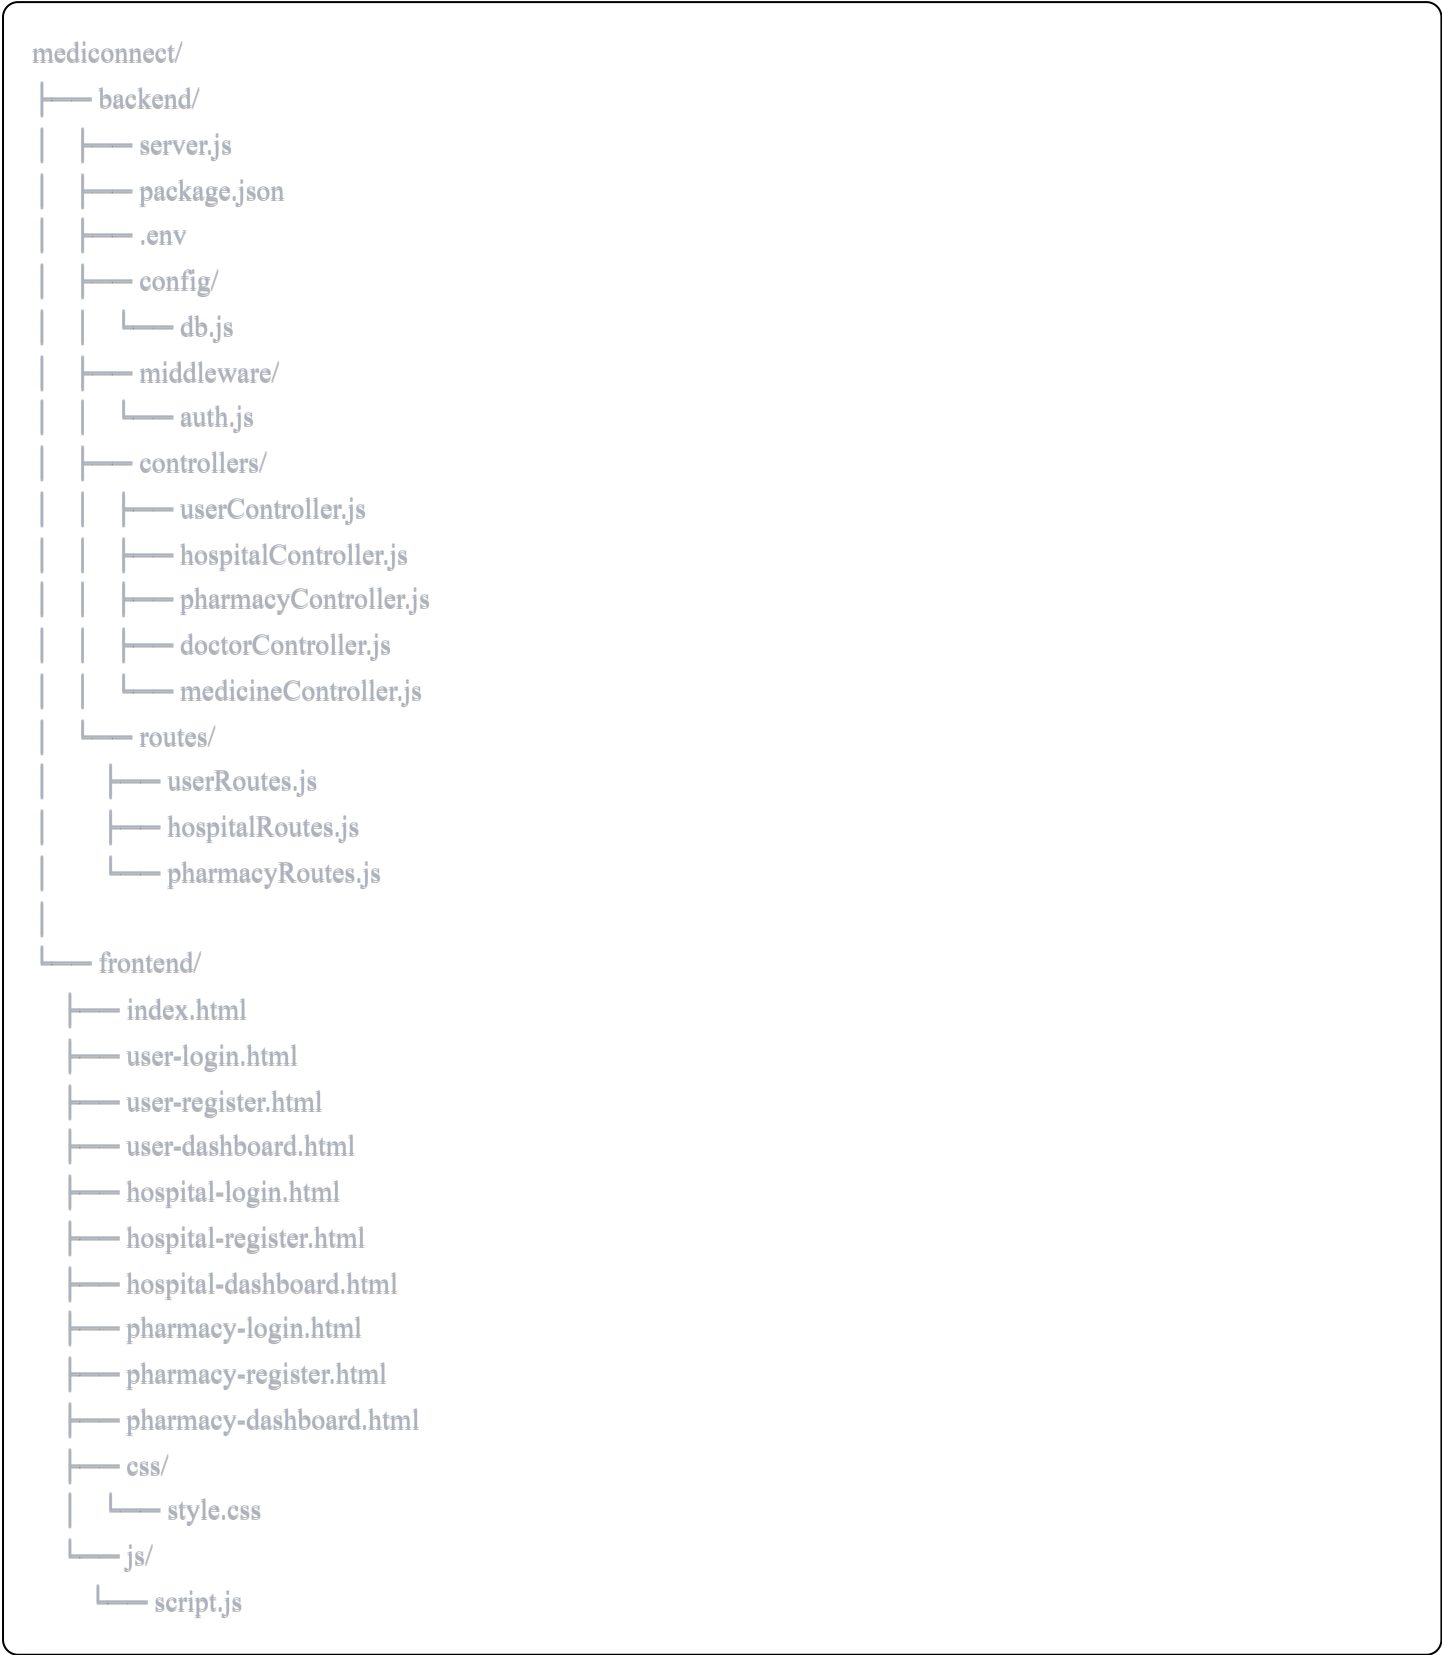 mediconnect/
├── backend/
│   ├── server.js
│   ├── package.json
│   ├── .env
│   ├── config/
│   │   └── db.js
│   ├── middleware/
│   │   └── auth.js
│   ├── controllers/
│   │   ├── userController.js
│   │   ├── hospitalController.js
│   │   ├── pharmacyController.js
│   │   ├── doctorController.js
│   │   └── medicineController.js
│   └── routes/
│       ├── userRoutes.js
│       ├── hospitalRoutes.js
│       └── pharmacyRoutes.js
│
└── frontend/
    ├── index.html
    ├── user-login.html
    ├── user-register.html
    ├── user-dashboard.html
    ├── hospital-login.html
    ├── hospital-register.html
    ├── hospital-dashboard.html
    ├── pharmacy-login.html
    ├── pharmacy-register.html
    ├── pharmacy-dashboard.html
    ├── css/
    │   └── style.css
    └── js/
        └── script.js